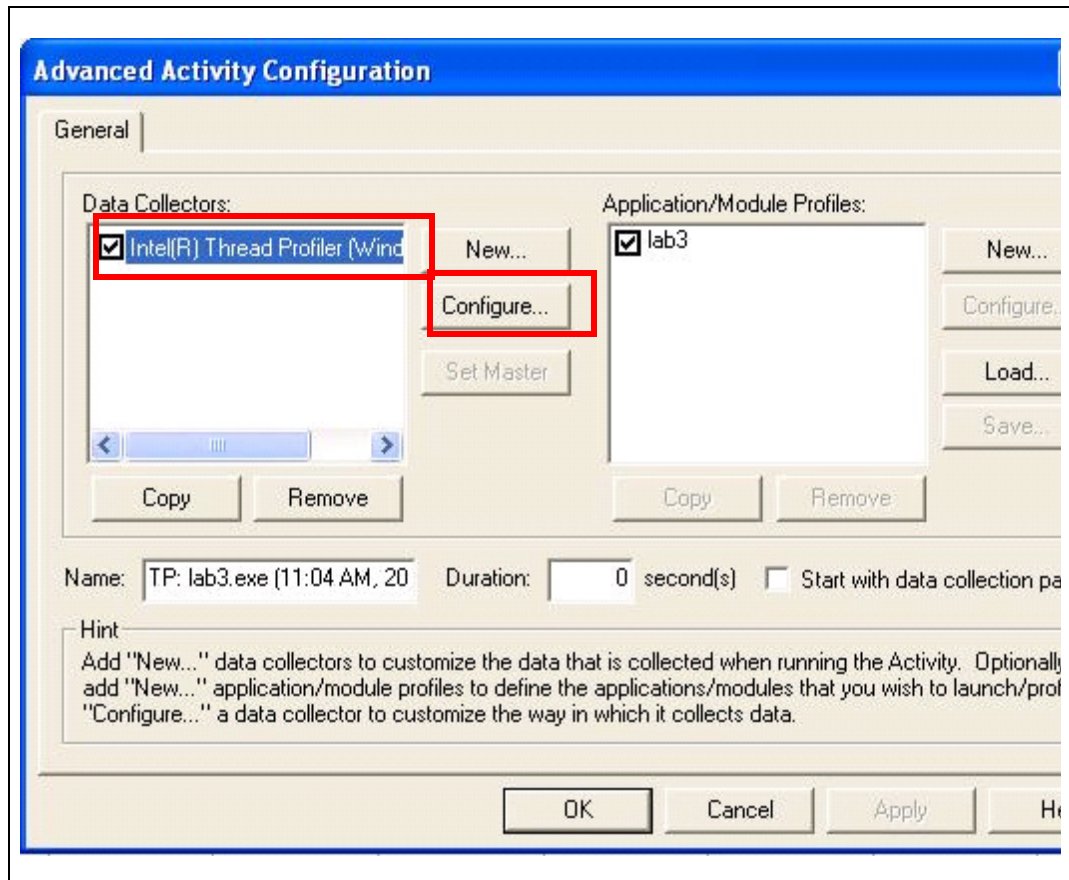 Advanced Activity Configuration
General
Data Collectors:
Application/Module Profiles:
Intel(R) Thread Profiler (Wind
lab3
New...
New...
Configure...
Configure..
Set Master
Load...
Save...
Copy
Remove
Copy
Remove
Name: TP: lab3.exe (11:04 AM, 20
Duration: 0 second(s)
Start with data collection pa
Hint
Add "New..." data collectors to customize the data that is collected when running the Activity. Optionally
add "New..." application/module profiles to define the applications/modules that you wish to launch/prof
"Configure..." a data collector to customize the way in which it collects data.
OK
Cancel
Apply
He